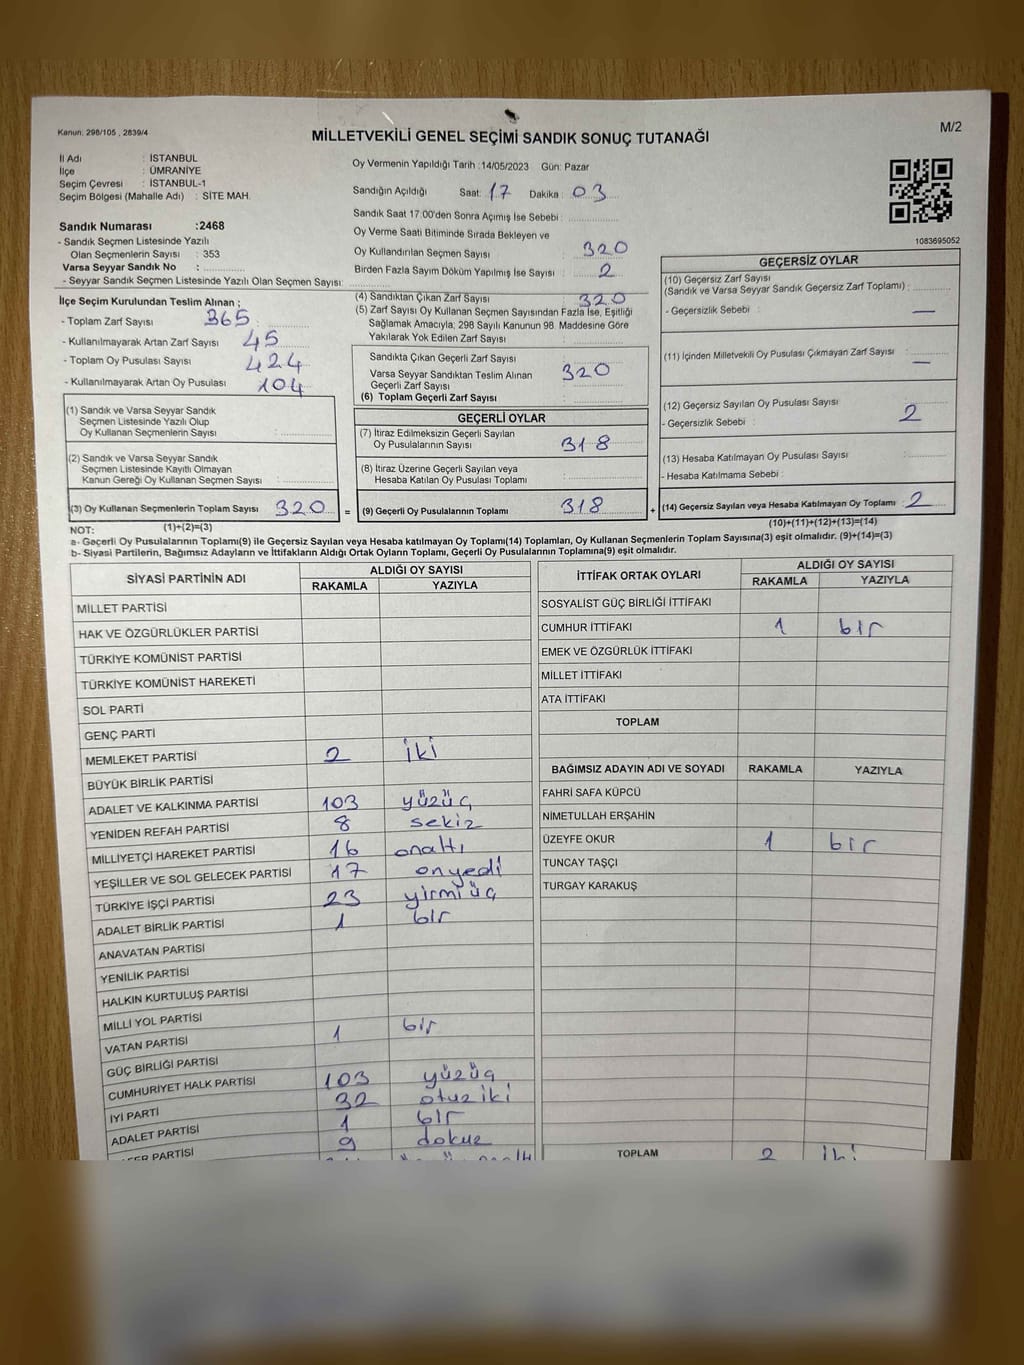 Kanun: 298/105 , 2839/4
MİLLETVEKİLİ GENEL SEÇİMİ SANDIK SONUÇ TUTANAĞI
M/2
İl Adı : İSTANBUL
İlçe : ÜMRANİYE
Seçim Çevresi : İSTANBUL-1
Seçim Bölgesi (Mahalle Adı) : SİTE MAH.
Sandık Numarası :2468
- Sandık Seçmen Listesinde Yazılı
Olan Seçmenlerin Sayısı : 353
Varsa Seyyar Sandık No :
- Seyyar Sandık Seçmen Listesinde Yazılı Olan Seçmen Sayısı:
Oy Vermenin Yapıldığı Tarih :14/05/2023 Gün: Pazar
Sandığın Açıldığı Saat: 17 Dakika : 03
Sandık Saat 17:00'den Sonra Açımış İse Sebebi :
Oy Verme Saati Bitiminde Sırada Bekleyen ve
Oy Kullandırılan Seçmen Sayısı : 320
Birden Fazla Sayım Döküm Yapılmış İse Sayısı : 2
1083695052
İlçe Seçim Kurulundan Teslim Alınan ;
- Toplam Zarf Sayısı : 365
- Kullanılmayarak Artan Zarf Sayısı : 45
- Toplam Oy Pusulası Sayısı : 424
- Kullanılmayarak Artan Oy Pusulası : 104
(1) Sandık ve Varsa Seyyar Sandık
Seçmen Listesinde Yazılı Olup
Oy Kullanan Seçmenlerin Sayısı :
(2) Sandık ve Varsa Seyyar Sandık
Seçmen Listesinde Kayıtlı Olmayan
Kanun Gereği Oy Kullanan Seçmen Sayısı :
(3) Oy Kullanan Seçmenlerin Toplam Sayısı 320
(1)+(2)=(3)
(4) Sandıktan Çıkan Zarf Sayısı : 320
(5) Zarf Sayısı Oy Kullanan Seçmen Sayısından Fazla İse, Eşitliği
Sağlamak Amacıyla; 298 Sayılı Kanunun 98. Maddesine Göre
Yakılarak Yok Edilen Zarf Sayısı :
Sandıkta Çıkan Geçerli Zarf Sayısı :
Varsa Seyyar Sandıktan Teslim Alınan : 320
Geçerli Zarf Sayısı
(6) Toplam Geçerli Zarf Sayısı :
GEÇERLİ OYLAR
(7) İtiraz Edilmeksizin Geçerli Sayılan
Oy Pusulalarının Sayısı : 318
(8) İtiraz Üzerine Geçerli Sayılan veya
Hesaba Katılan Oy Pusulası Toplamı :
= (9) Geçerli Oy Pusulalarının Toplamı : 318
GEÇERSİZ OYLAR
(10) Geçersiz Zarf Sayısı
(Sandık ve Varsa Seyyar Sandık Geçersiz Zarf Toplamı) :
- Geçersizlik Sebebi : —
(11) İçinden Milletvekili Oy Pusulası Çıkmayan Zarf Sayısı : —
(12) Geçersiz Sayılan Oy Pusulası Sayısı :
- Geçersizlik Sebebi : 2
(13) Hesaba Katılmayan Oy Pusulası Sayısı :
- Hesaba Katılmama Sebebi :
+ (14) Geçersiz Sayılan veya Hesaba Katılmayan Oy Toplamı : 2
(10)+(11)+(12)+(13)=(14)
NOT:
a- Geçerli Oy Pusulalarının Toplamı(9) ile Geçersiz Sayılan veya Hesaba katılmayan Oy Toplamı(14) Toplamları, Oy Kullanan Seçmenlerin Toplam Sayısına(3) eşit olmalıdır. (9)+(14)=(3)
b- Siyasi Partilerin, Bağımsız Adayların ve İttifakların Aldığı Ortak Oyların Toplamı, Geçerli Oy Pusulalarının Toplamına(9) eşit olmalıdır.
SİYASİ PARTİNİN ADI ALDIĞI OY SAYISI
RAKAMLA YAZIYLA
MİLLET PARTİSİ
HAK VE ÖZGÜRLÜKLER PARTİSİ
TÜRKİYE KOMÜNİST PARTİSİ
TÜRKİYE KOMÜNİST HAREKETİ
SOL PARTİ
GENÇ PARTİ
MEMLEKET PARTİSİ 2 iki
BÜYÜK BİRLİK PARTİSİ
ADALET VE KALKINMA PARTİSİ 103 yüzüç
YENİDEN REFAH PARTİSİ 8 sekiz
MİLLİYETÇİ HAREKET PARTİSİ 16 onaltı
YEŞİLLER VE SOL GELECEK PARTİSİ 17 onyedi
TÜRKİYE İŞÇİ PARTİSİ 23 yirmiüç
ADALET BİRLİK PARTİSİ 1 bir
ANAVATAN PARTİSİ
YENİLİK PARTİSİ
HALKIN KURTULUŞ PARTİSİ
MİLLİ YOL PARTİSİ
VATAN PARTİSİ 1 bir
GÜÇ BİRLİĞİ PARTİSİ
CUMHURİYET HALK PARTİSİ 103 yüzüç
İYİ PARTİ 32 otuziki
ADALET PARTİSİ 1 bir
PARTİSİ 9 dokuz
İTTİFAK ORTAK OYLARI ALDIĞI OY SAYISI
RAKAMLA YAZIYLA
SOSYALİST GÜÇ BİRLİĞİ İTTİFAKI
CUMHUR İTTİFAKI 1 bir
EMEK VE ÖZGÜRLÜK İTTİFAKI
MİLLET İTTİFAKI
ATA İTTİFAKI
TOPLAM
BAĞIMSIZ ADAYIN ADI VE SOYADI RAKAMLA YAZIYLA
FAHRİ SAFA KÜPCÜ
NİMETULLAH ERŞAHİN
ÜZEYFE OKUR 1 bir
TUNCAY TAŞÇI
TURGAY KARAKUŞ
TOPLAM 2 iki